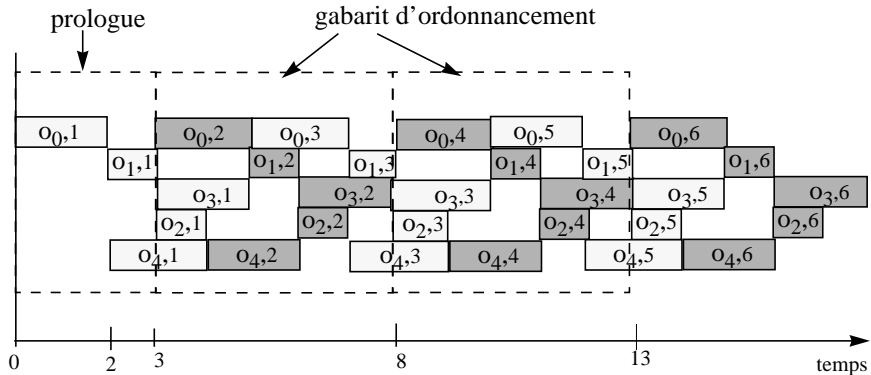 prologue
gabarit d'ordonnancement
o0,1 o0,2 o0,3 o0,4 o0,5 o0,6
o1,1 o1,2 o1,3 o1,4 o1,5 o1,6
o3,1 o3,2 o3,3 o3,4 o3,5 o3,6
o2,1 o2,2 o2,3 o2,4 o2,5 o2,6
o4,1 o4,2 o4,3 o4,4 o4,5 o4,6
0 2 3 8 13 temps